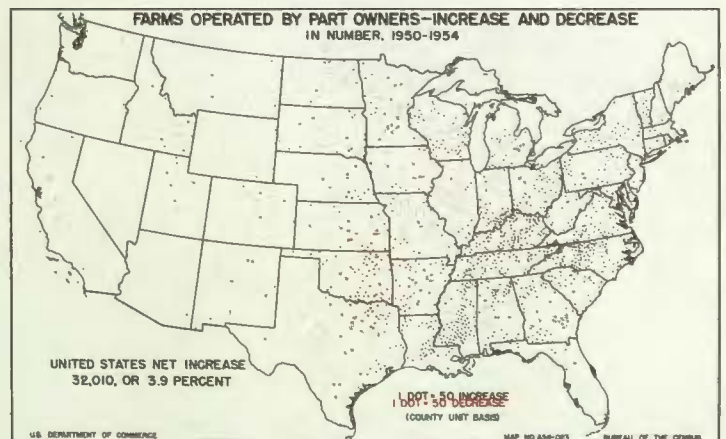 FARMS OPERATED BY PART OWNERS—INCREASE AND DECREASE
IN NUMBER, 1950-1954
UNITED STATES NET INCREASE
32,010, OR 3.9 PERCENT
1 DOT=50 INCREASE
1 DOT=50 DECREASE
(COUNTY UNIT BASIS)
U.S. DEPARTMENT OF COMMERCE
MAP NO. BUREAU OF THE CENSUS